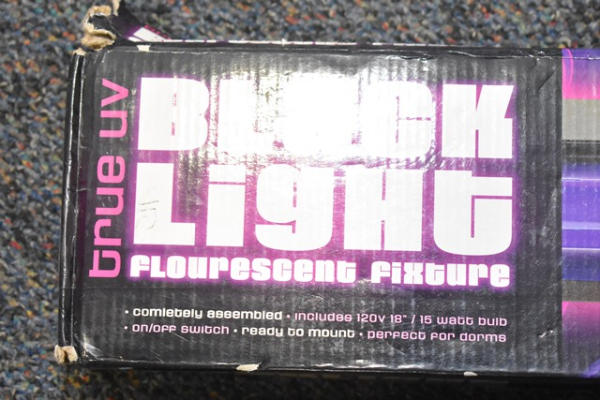 true uv
BLACK
Light
flourescent fixture
• comletely assembled • includse 120v 18" / 15 watt bulb
• on/off switch • ready to mount • perfect for dorms